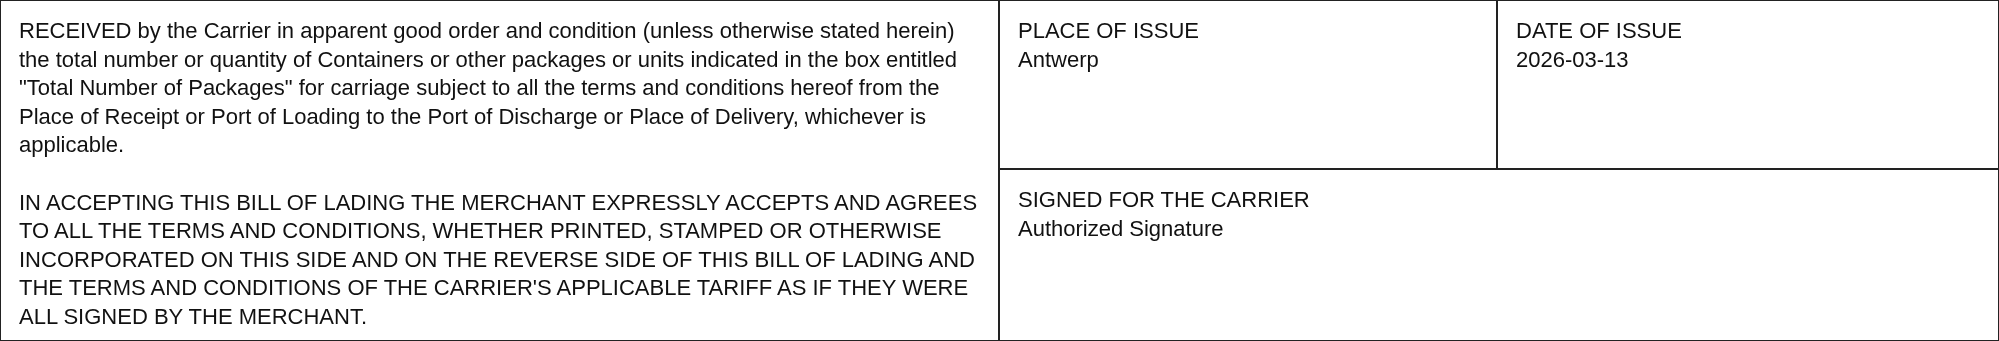 RECEIVED by the Carrier in apparent good order and condition (unless otherwise stated herein)
the total number or quantity of Containers or other packages or units indicated in the box entitled
"Total Number of Packages" for carriage subject to all the terms and conditions hereof from the
Place of Receipt or Port of Loading to the Port of Discharge or Place of Delivery, whichever is
applicable.
IN ACCEPTING THIS BILL OF LADING THE MERCHANT EXPRESSLY ACCEPTS AND AGREES
TO ALL THE TERMS AND CONDITIONS, WHETHER PRINTED, STAMPED OR OTHERWISE
INCORPORATED ON THIS SIDE AND ON THE REVERSE SIDE OF THIS BILL OF LADING AND
THE TERMS AND CONDITIONS OF THE CARRIER'S APPLICABLE TARIFF AS IF THEY WERE
ALL SIGNED BY THE MERCHANT.
PLACE OF ISSUE
Antwerp
DATE OF ISSUE
2026-03-13
SIGNED FOR THE CARRIER
Authorized Signature